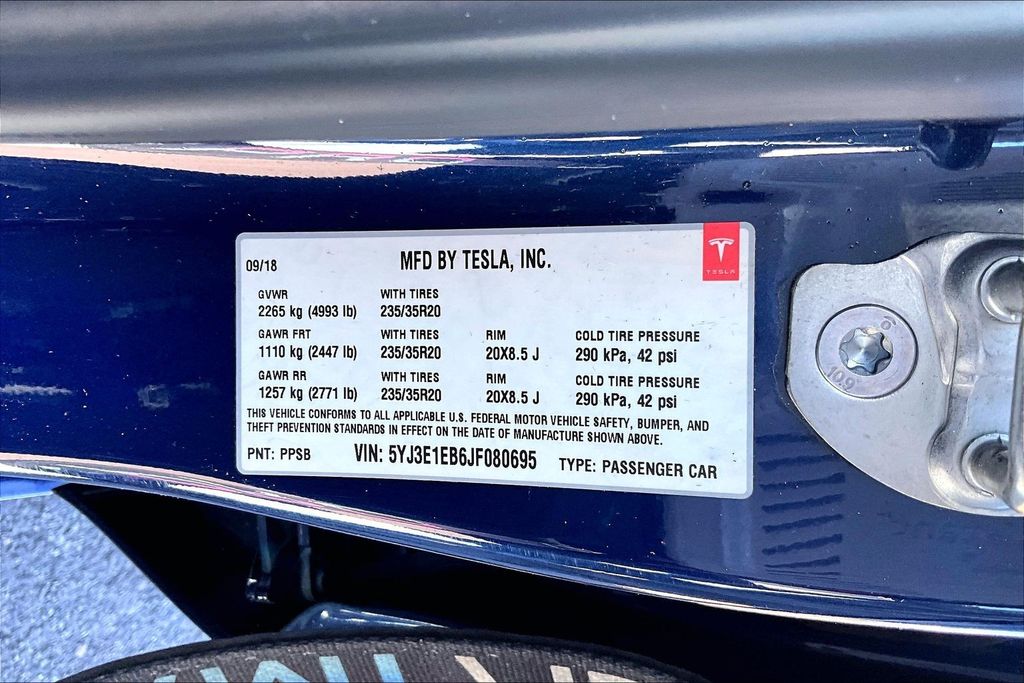 09/18
MFD BY TESLA, INC.
TESLA
GVWR WITH TIRES
2265 kg (4993 lb) 235/35R20
GAWR FRT WITH TIRES RIM COLD TIRE PRESSURE
1110 kg (2447 lb) 235/35R20 20X8.5 J 290 kPa, 42 psi
GAWR RR WITH TIRES RIM COLD TIRE PRESSURE
1257 kg (2771 lb) 235/35R20 20X8.5 J 290 kPa, 42 psi
THIS VEHICLE CONFORMS TO ALL APPLICABLE U.S. FEDERAL MOTOR VEHICLE SAFETY, BUMPER, AND
THEFT PREVENTION STANDARDS IN EFFECT ON THE DATE OF MANUFACTURE SHOWN ABOVE.
PNT: PPSB VIN: 5YJ3E1EB6JF080695 TYPE: PASSENGER CAR